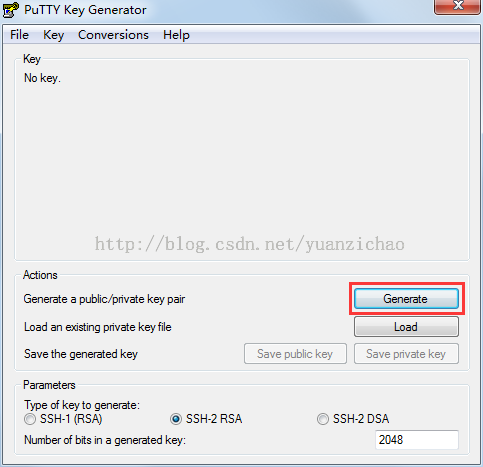 PuTTY Key Generator
File Key Conversions Help
Key
No key.
http://blog.csdn.net/yuanzichao
Actions
Generate a public/private key pair Generate
Load an existing private key file Load
Save the generated key Save public key Save private key
Parameters
Type of key to generate:
SSH-1 (RSA) SSH-2 RSA SSH-2 DSA
Number of bits in a generated key: 2048